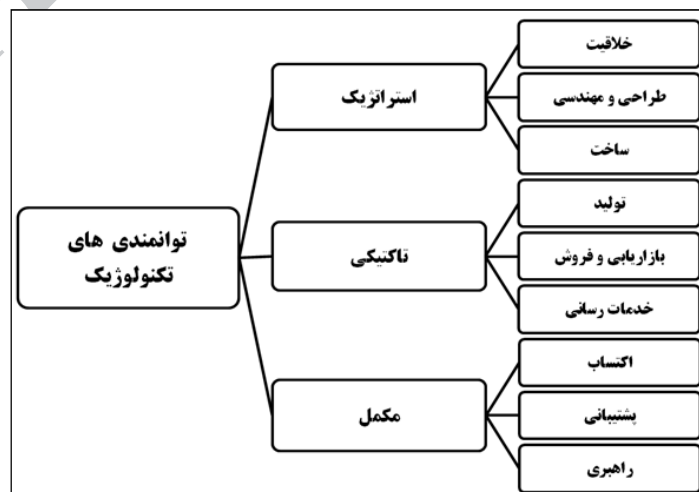 توانمندی های
تکنولوژیک
استراتژیک
خلاقیت
طراحی و مهندسی
ساخت
تاکتیکی
تولید
بازاریابی و فروش
خدمات رسانی
مکمل
اکتساب
پشتیبانی
راهبری